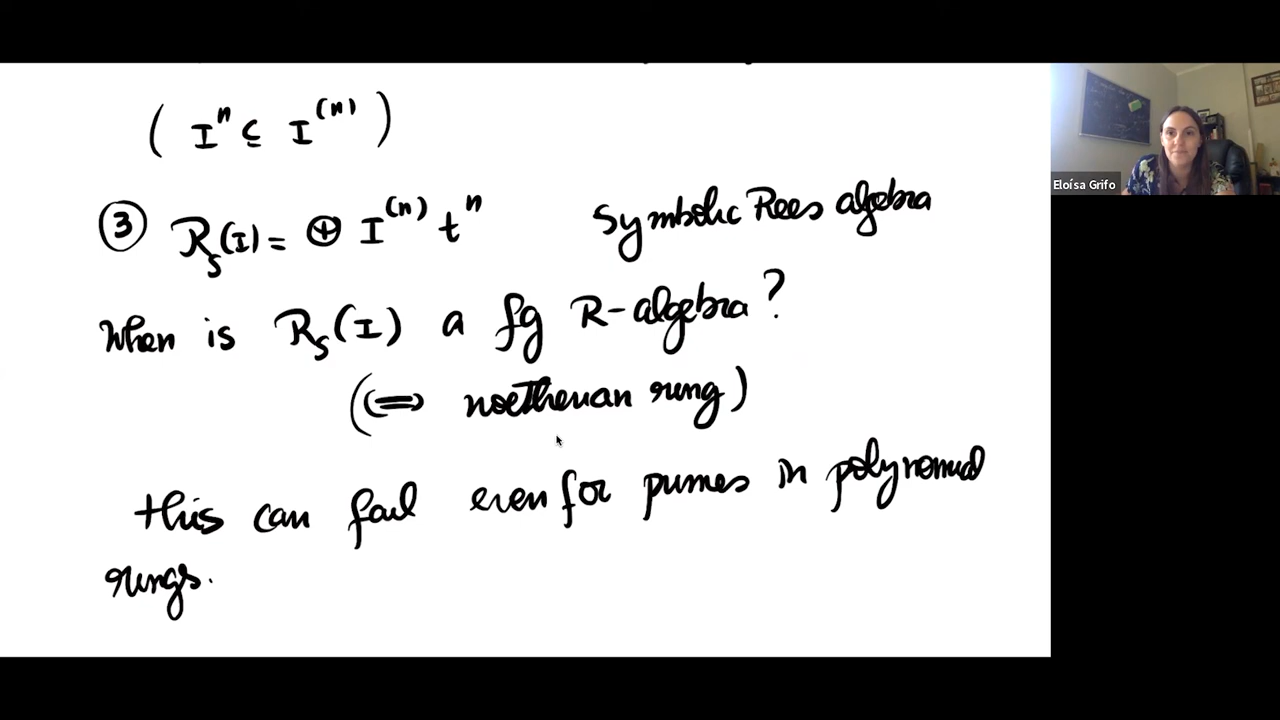 ( Iⁿ ⊆ I⁽ⁿ⁾ )
③ R_S(I) = ⊕ I⁽ⁿ⁾ tⁿ Symbolic Rees algebra
When is R_S(I) a fg R-algebra?
(⟺ noetherian ring)
this can fail even for primes in polynomial
rings.
Eloísa Grifo